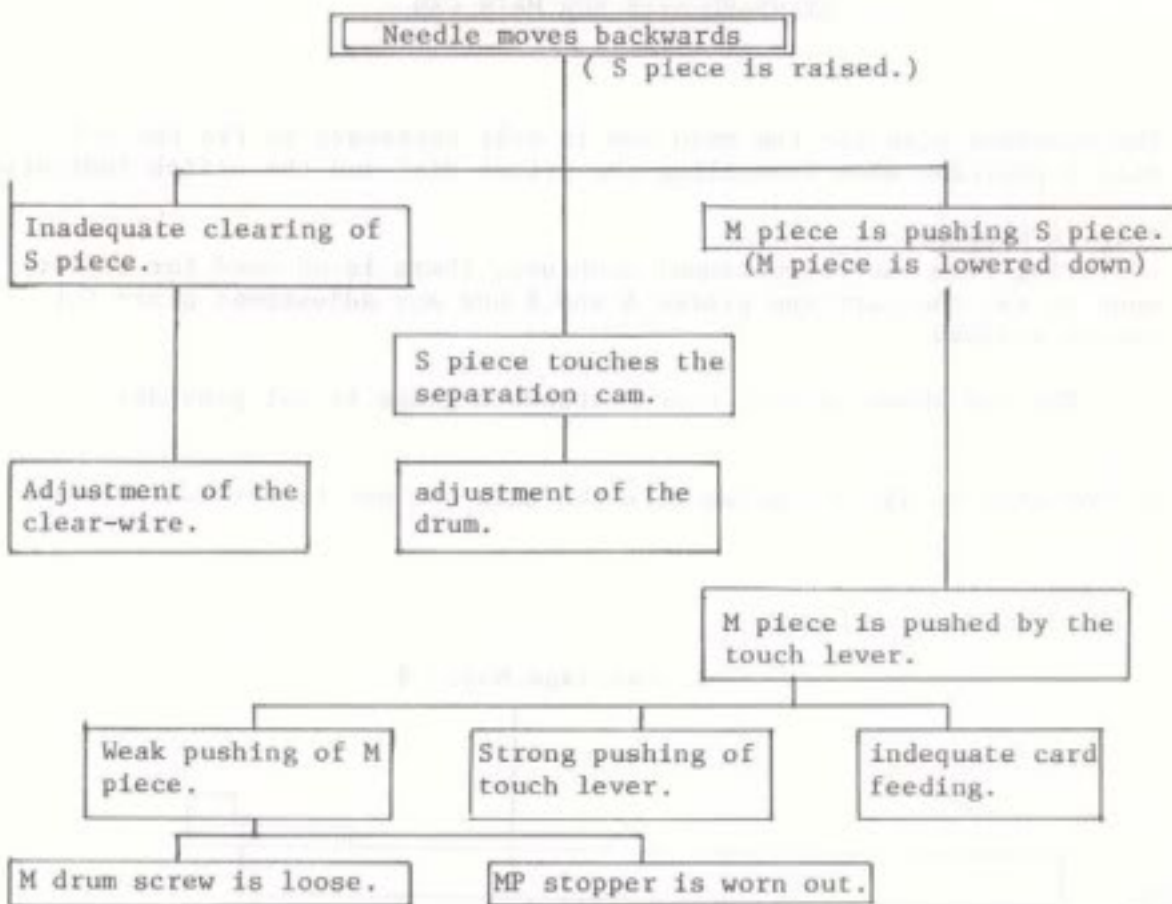 Needle moves backwards
( S piece is raised.)
Inadequate clearing of
S piece.
M piece is pushing S piece.
(M piece is lowered down)
S piece touches the
separation cam.
Adjustment of the
clear-wire.
adjustment of the
drum.
M piece is pushed by the
touch lever.
Weak pushing of M
piece.
Strong pushing of
touch lever.
indequate card
feeding.
M drum screw is loose.
MP stopper is worn out.